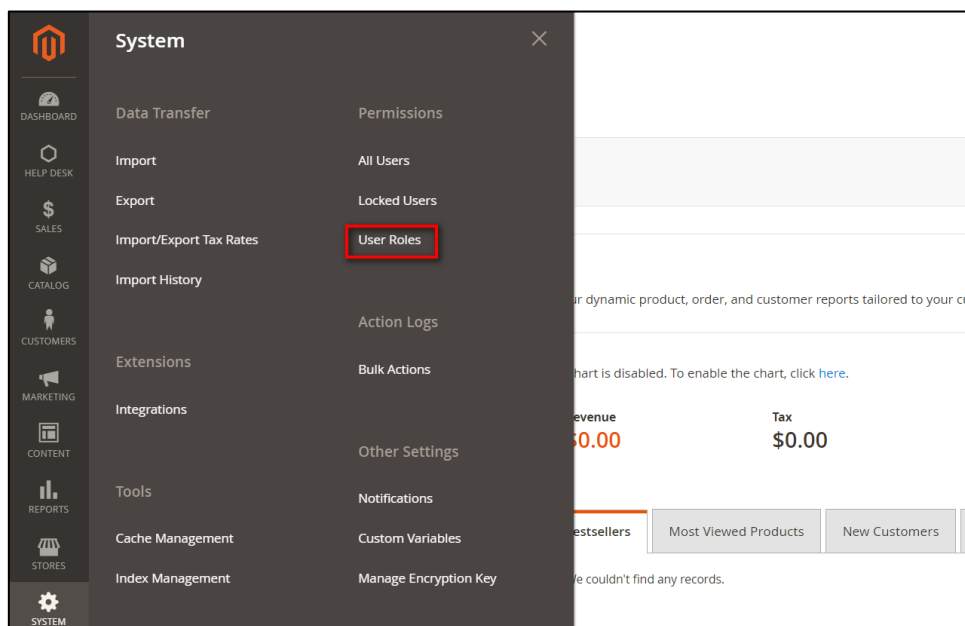 DASHBOARD
HELP DESK
$
SALES
CATALOG
CUSTOMERS
MARKETING
CONTENT
REPORTS
STORES
SYSTEM
System
Data Transfer
Import
Export
Import/Export Tax Rates
Import History
Extensions
Integrations
Tools
Cache Management
Index Management
Permissions
All Users
Locked Users
User Roles
Action Logs
Bulk Actions
Other Settings
Notifications
Custom Variables
Manage Encryption Key
ur dynamic product, order, and customer reports tailored to your cu
hart is disabled. To enable the chart, click here.
evenue
$0.00
Tax
$0.00
estsellers
Most Viewed Products
New Customers
e couldn't find any records.